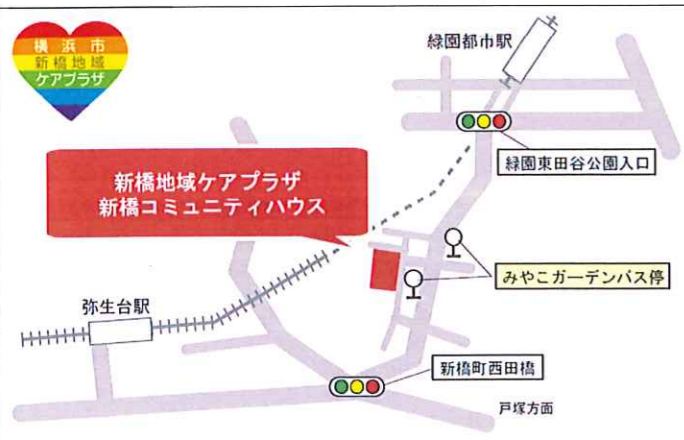 横浜市
新橋地域
ケアプラザ
緑園都市駅
緑園東田谷公園入口
新橋地域ケアプラザ
新橋コミュニティハウス
みやこガーデンバス停
弥生台駅
新橋町西田橋
戸塚方面